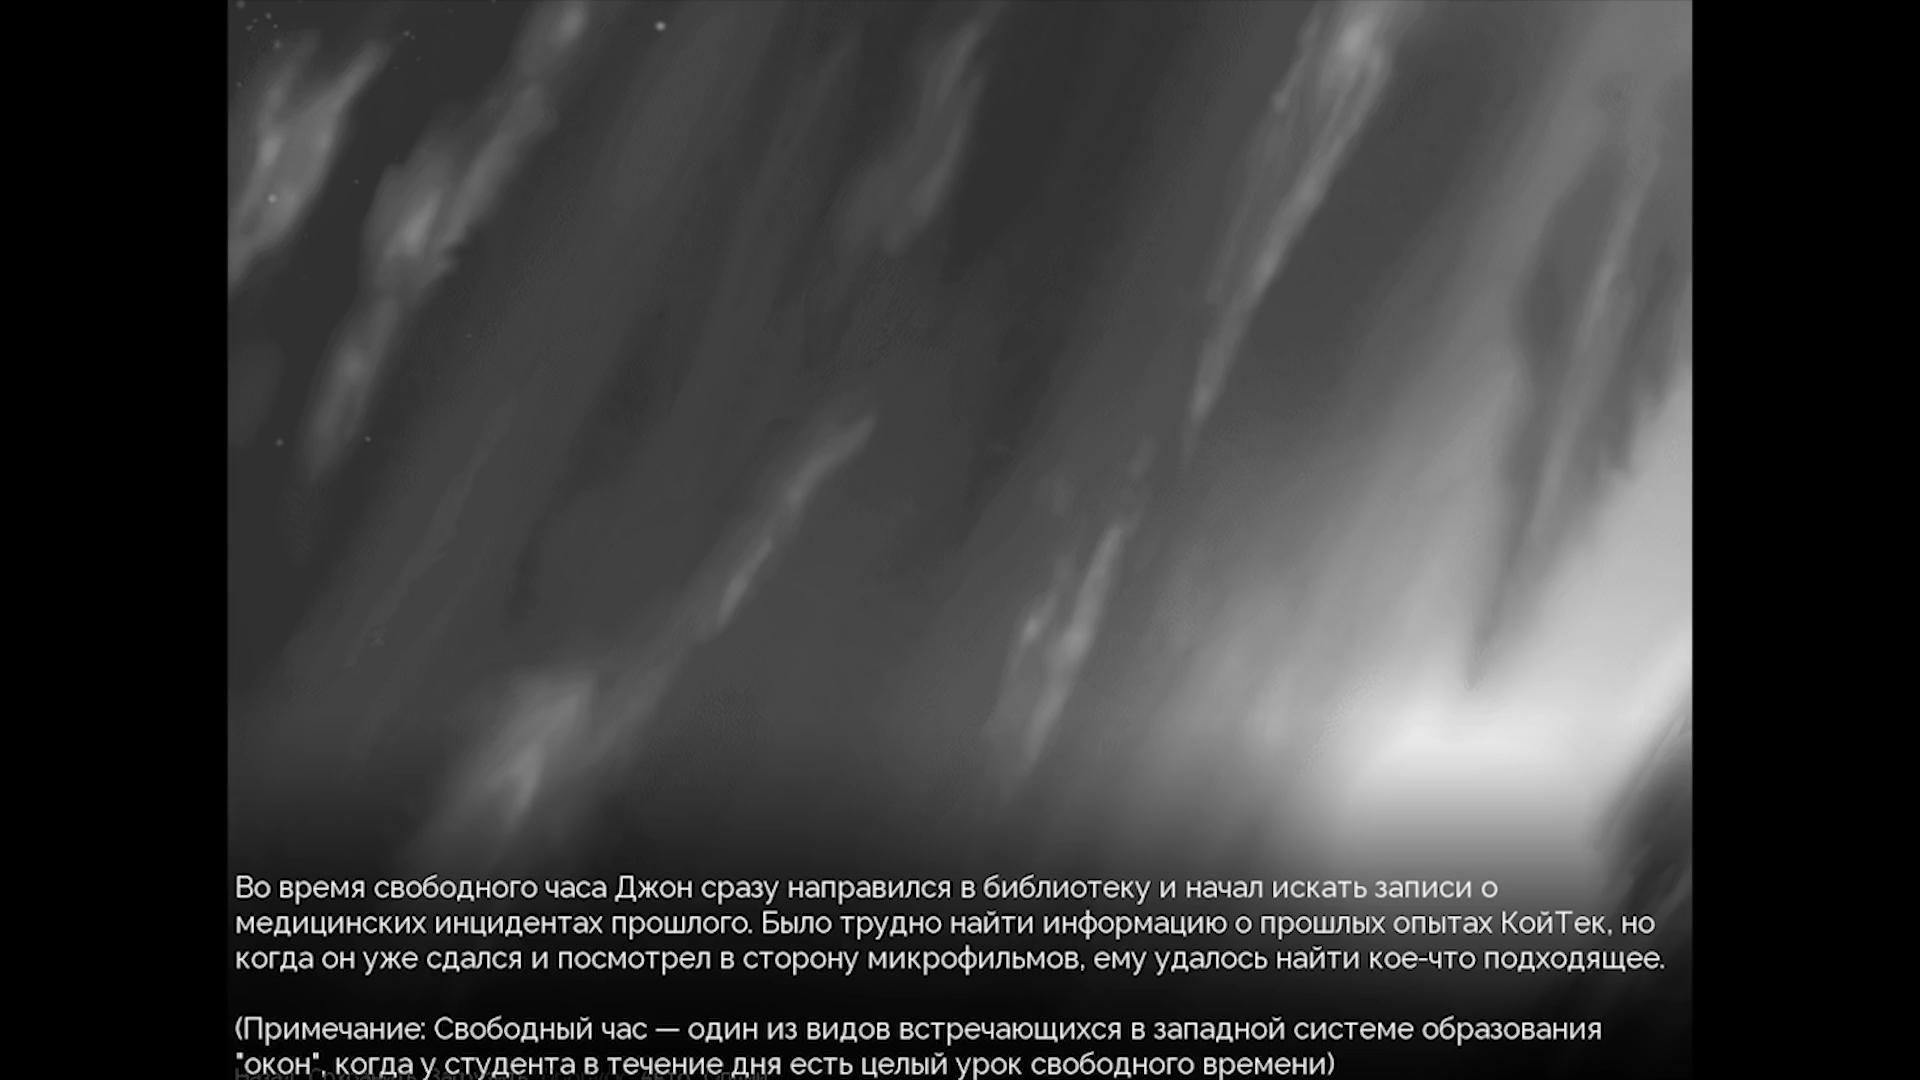 Во время свободного часа Джон сразу направился в библиотеку и начал искать записи о
медицинских инцидентах прошлого. Было трудно найти информацию о прошлых опытах КойТек, но
когда он уже сдался и посмотрел в сторону микрофильмов, ему удалось найти кое-что подходящее.
(Примечание: Свободный час — один из видов встречающихся в западной системе образования
"окон", когда у студента в течение дня есть целый урок свободного времени)